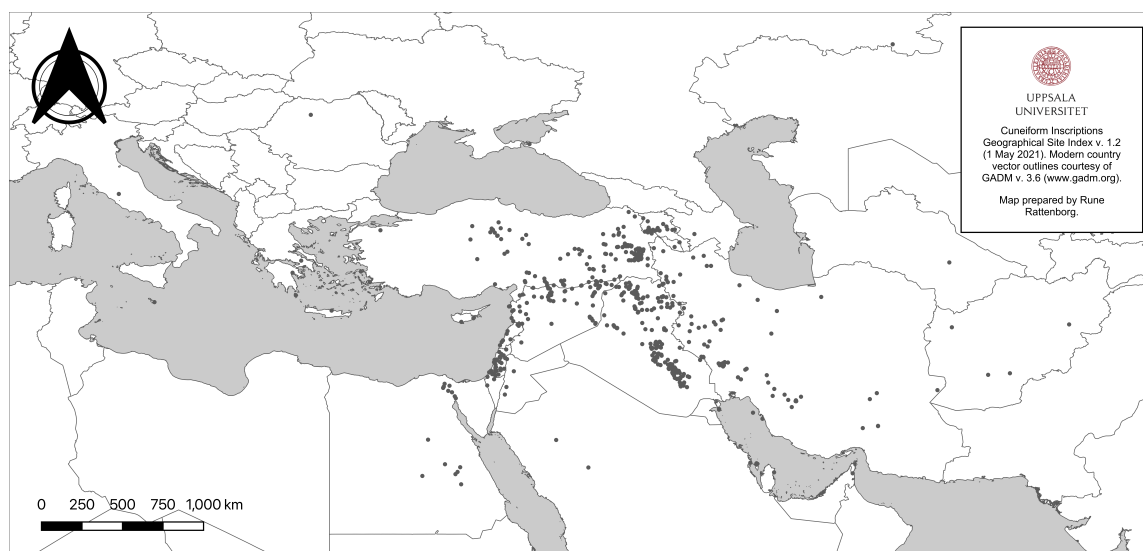 UPPSALA
UNIVERSITET
Cuneiform Inscriptions
Geographical Site Index v. 1.2
(1 May 2021). Modern country
vector outlines courtesy of
GADM v. 3.6 (www.gadm.org).
Map prepared by Rune
Rattenborg.
0 250 500 750 1,000 km